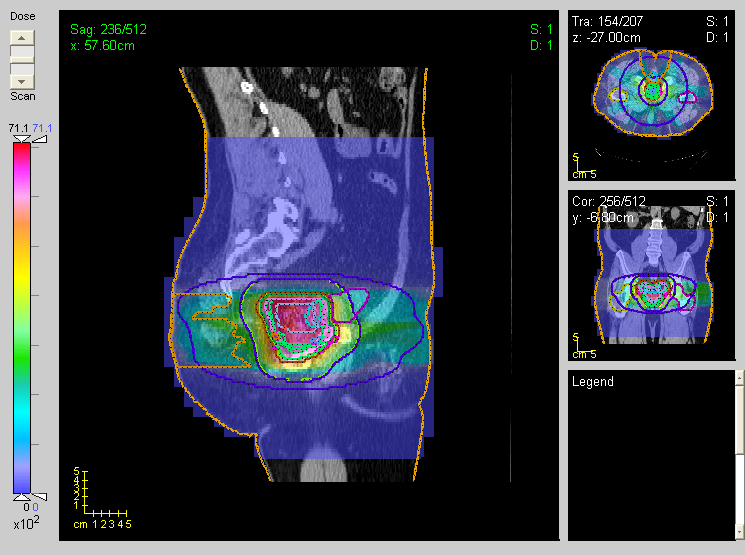 Dose
Scan
71.1 71.1
0 0
x10²
Sag: 236/512
x: 57.60cm
S: 1
D: 1
5
4
3
2
1
cm 1 2 3 4 5
Tra: 154/207
z: -27.00cm
S: 1
D: 1
5
cm 5
Cor: 256/512
y: -6.80cm
S: 1
D: 1
5
cm 5
Legend